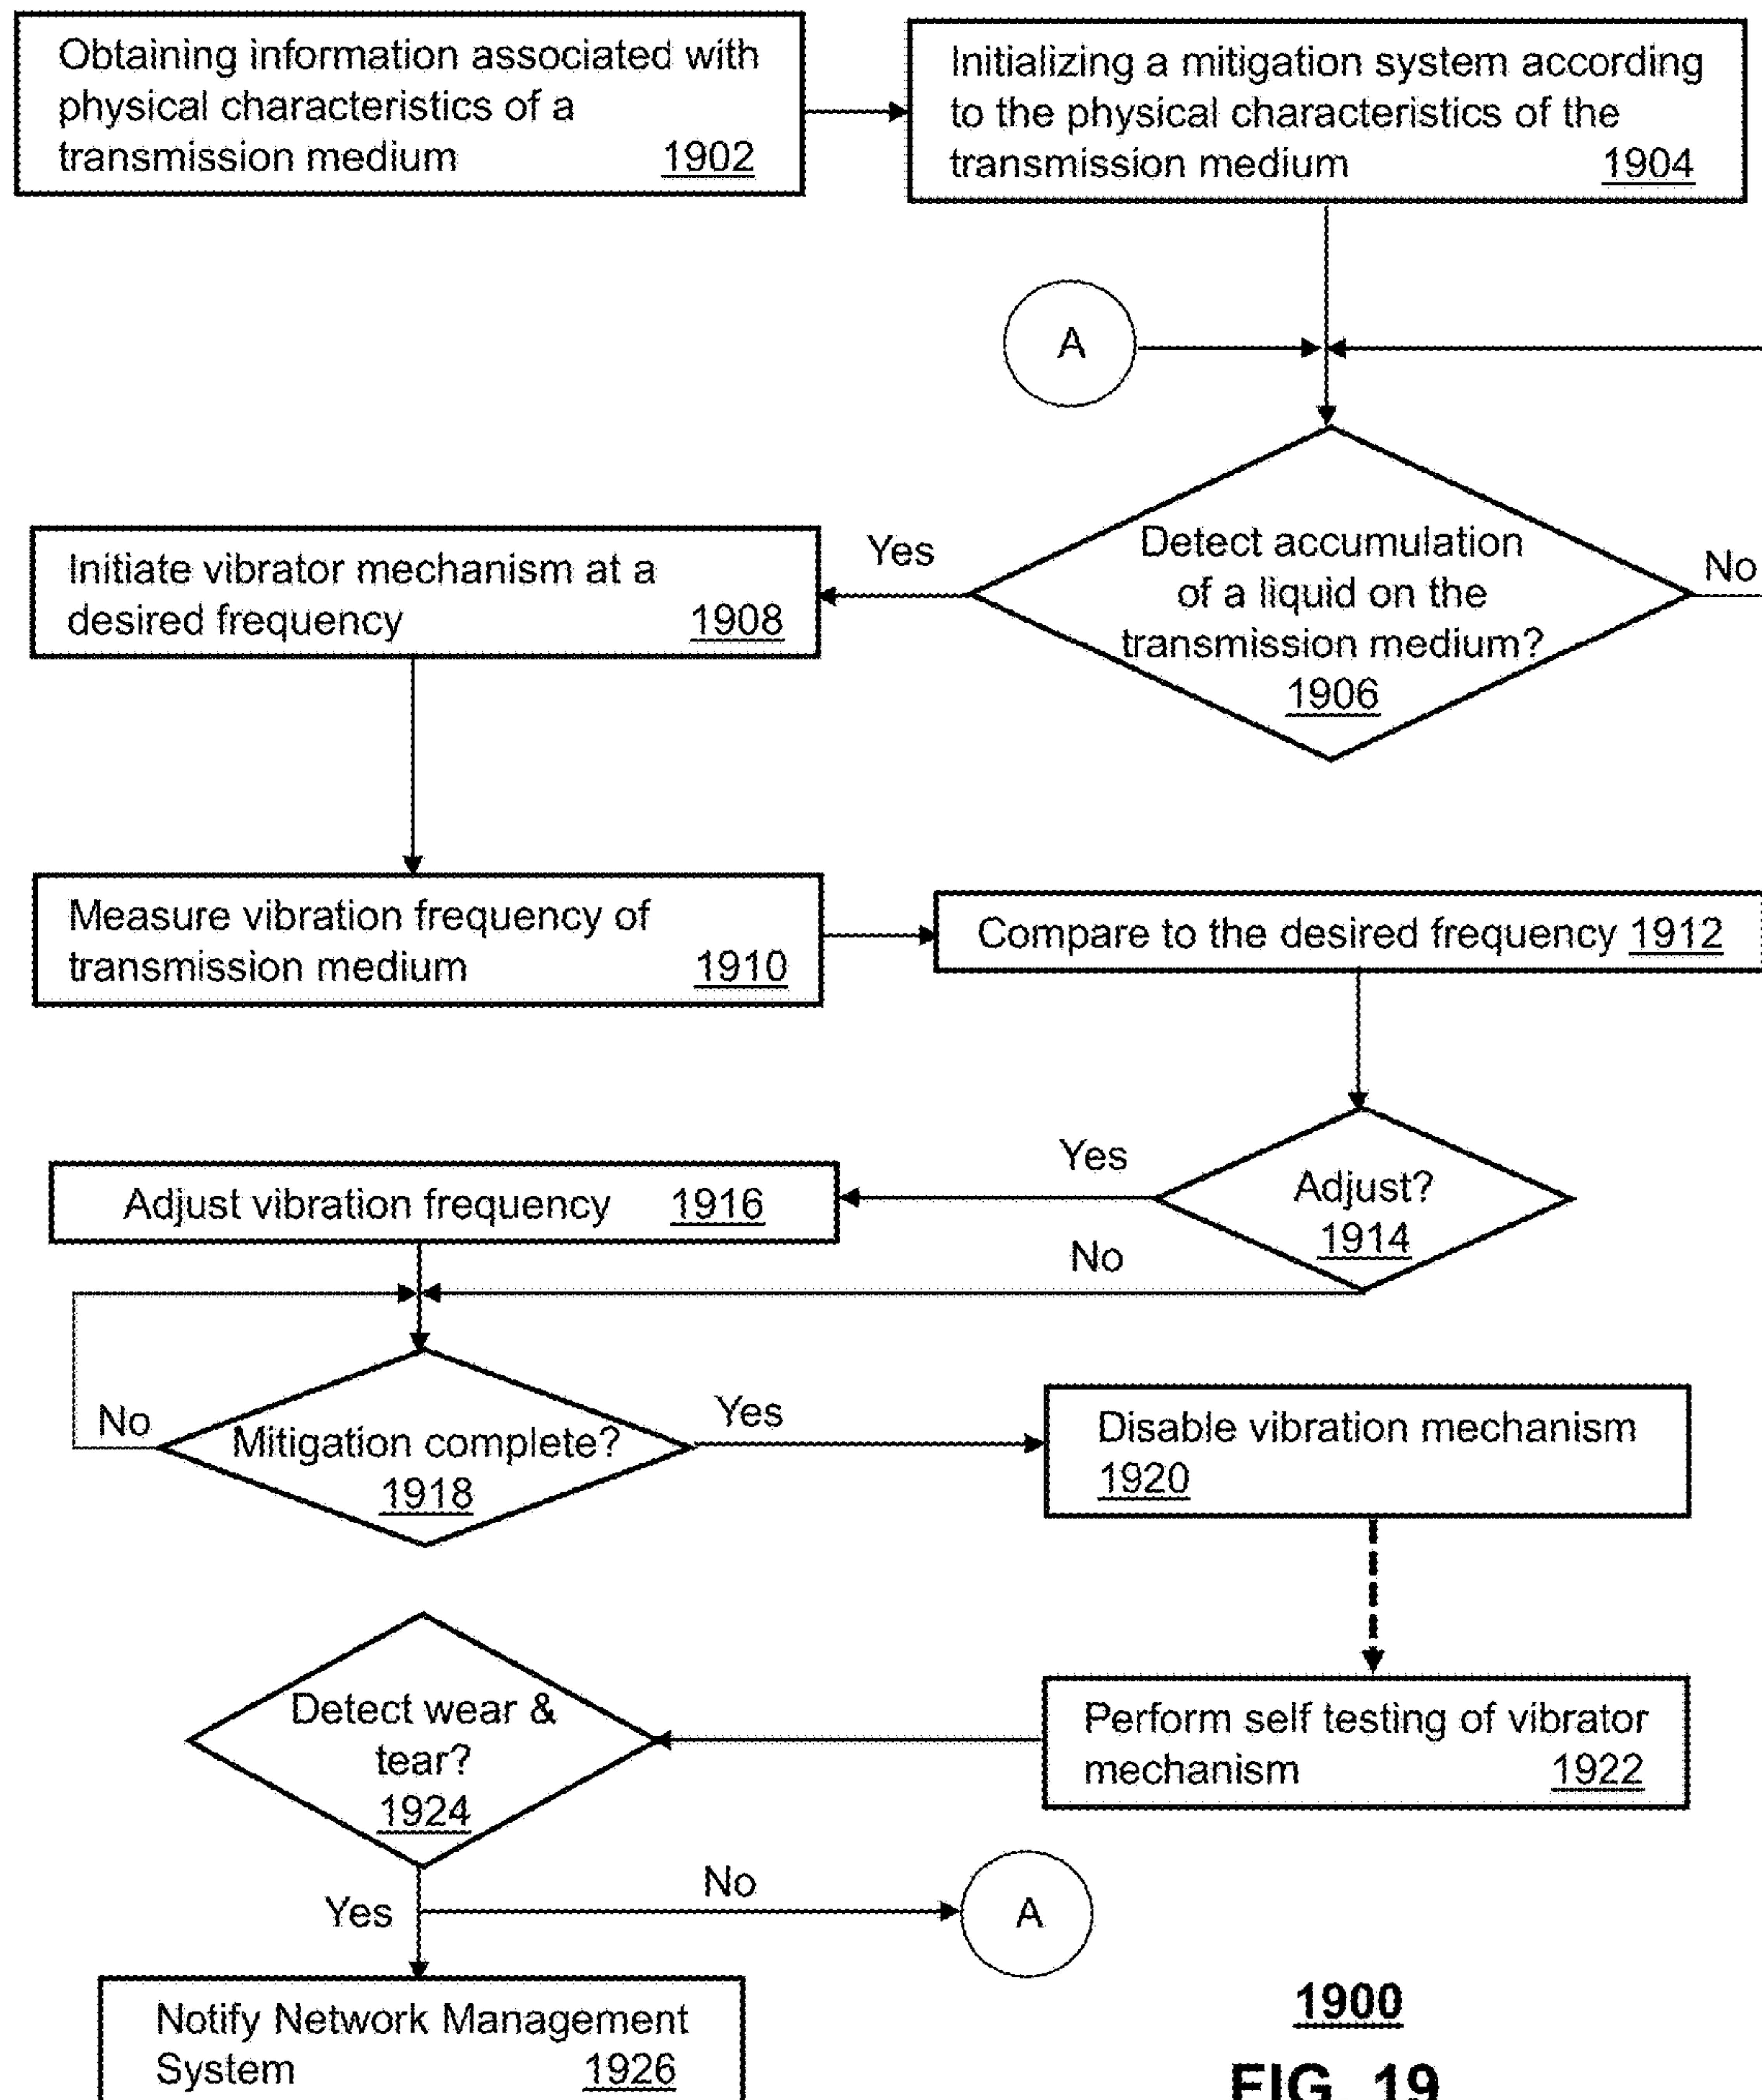 Obtaining information associated with
physical characteristics of a
transmission medium 1902
Initializing a mitigation system according
to the physical characteristics of the
transmission medium 1904
A
Detect accumulation
of a liquid on the
transmission medium?
1906
Yes
No
Initiate vibrator mechanism at a
desired frequency 1908
Measure vibration frequency of
transmission medium 1910
Compare to the desired frequency 1912
Adjust?
1914
Yes
No
Adjust vibration frequency 1916
Mitigation complete?
1918
No
Yes
Disable vibration mechanism
1920
Perform self testing of vibrator
mechanism 1922
Detect wear &
tear?
1924
No
A
Yes
Notify Network Management
System 1926
1900
FIG. 19